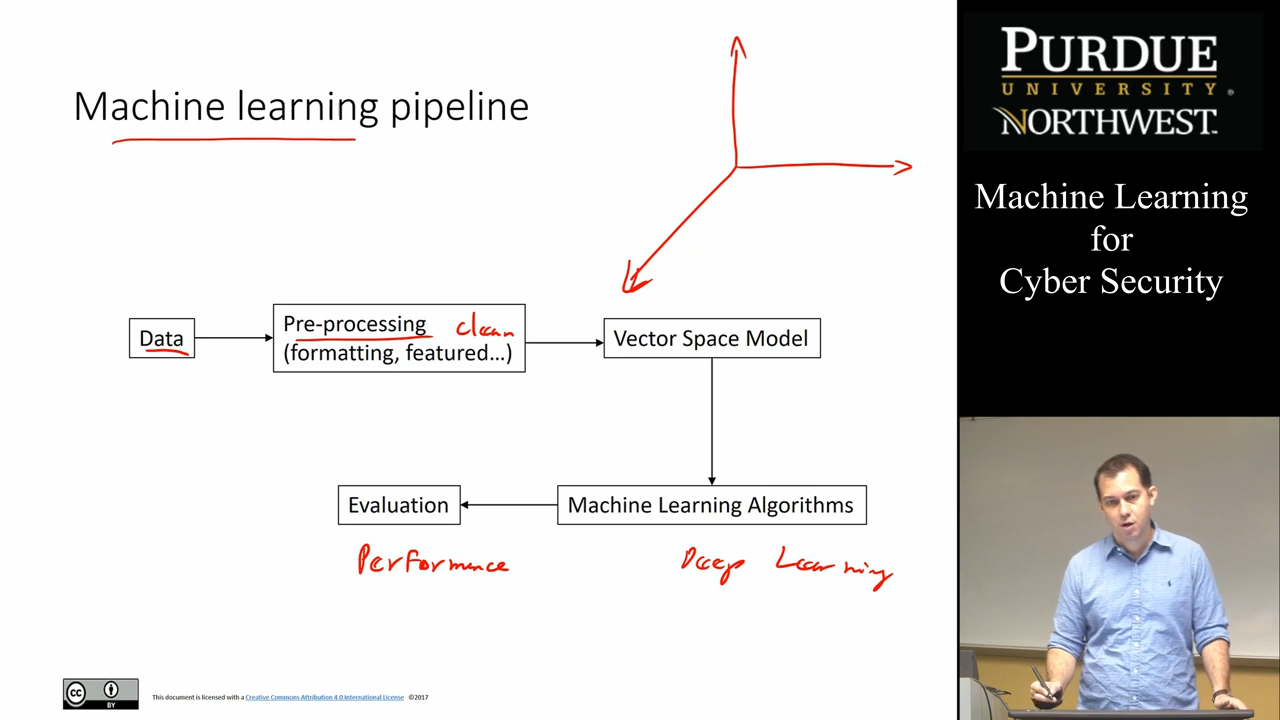 Machine learning pipeline
Data
Pre-processing clean
(formatting, featured...)
Vector Space Model
Evaluation
Machine Learning Algorithms
Performance
Deep Learning
This document is licensed with a Creative Commons Attribution 4.0 International License ©2017
cc
BY
PURDUE
UNIVERSITY
NORTHWEST
Machine Learning
for
Cyber Security